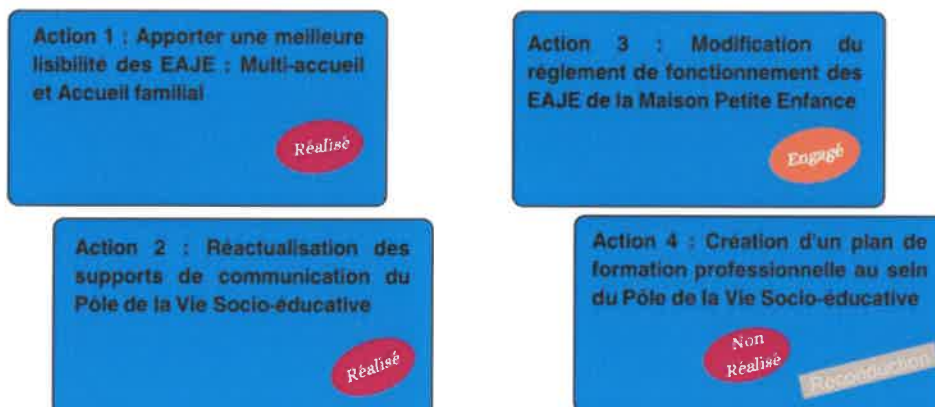 Action 1 : Apporter une meilleure
lisibilité des EAJE : Multi-accueil
et Accueil familial
Réalisé
Action 2 : Réactualisation des
supports de communication du
Pôle de la Vie Socio-éducative
Réalisé
Action 3 : Modification du
réglement de fonctionnement des
EAJE de la Maison Petite Enfance
Engagé
Action 4 : Création d'un plan de
formation professionnelle au sein
du Pôle de la Vie Socio-éducative
Non
Réalisé
Reconduction